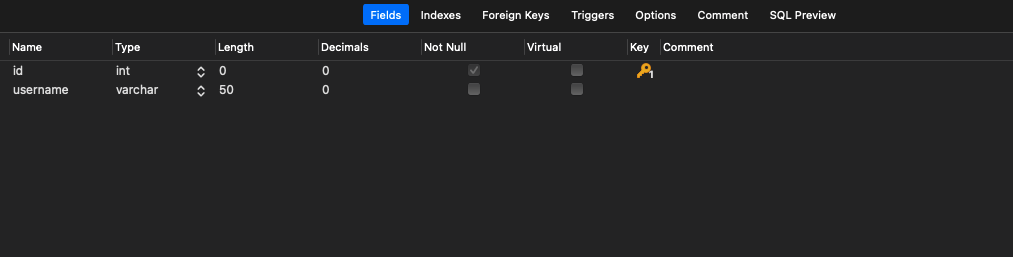 Fields Indexes Foreign Keys Triggers Options Comment SQL Preview
Name Type Length Decimals Not Null Virtual Key Comment
id int 0 0 1
username varchar 50 0